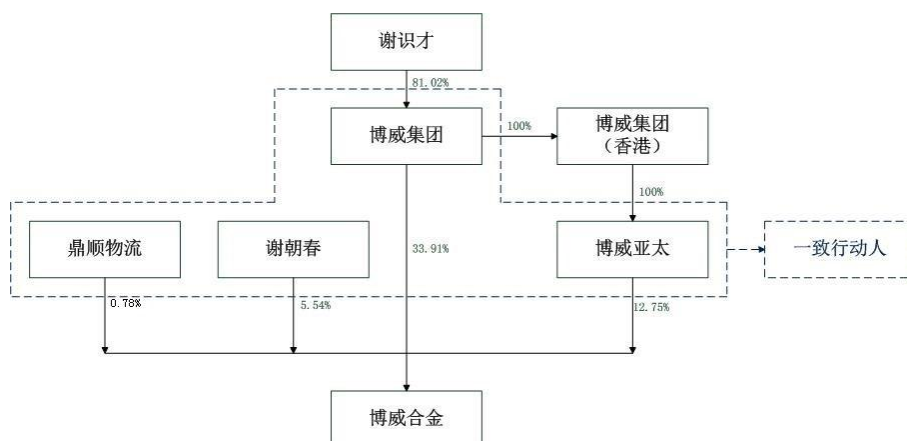 谢识才
81.02%
博威集团
100%
博威集团
（香港）
100%
鼎顺物流
谢朝春
33.91%
博威亚太
一致行动人
0.78%
5.54%
12.75%
博威合金